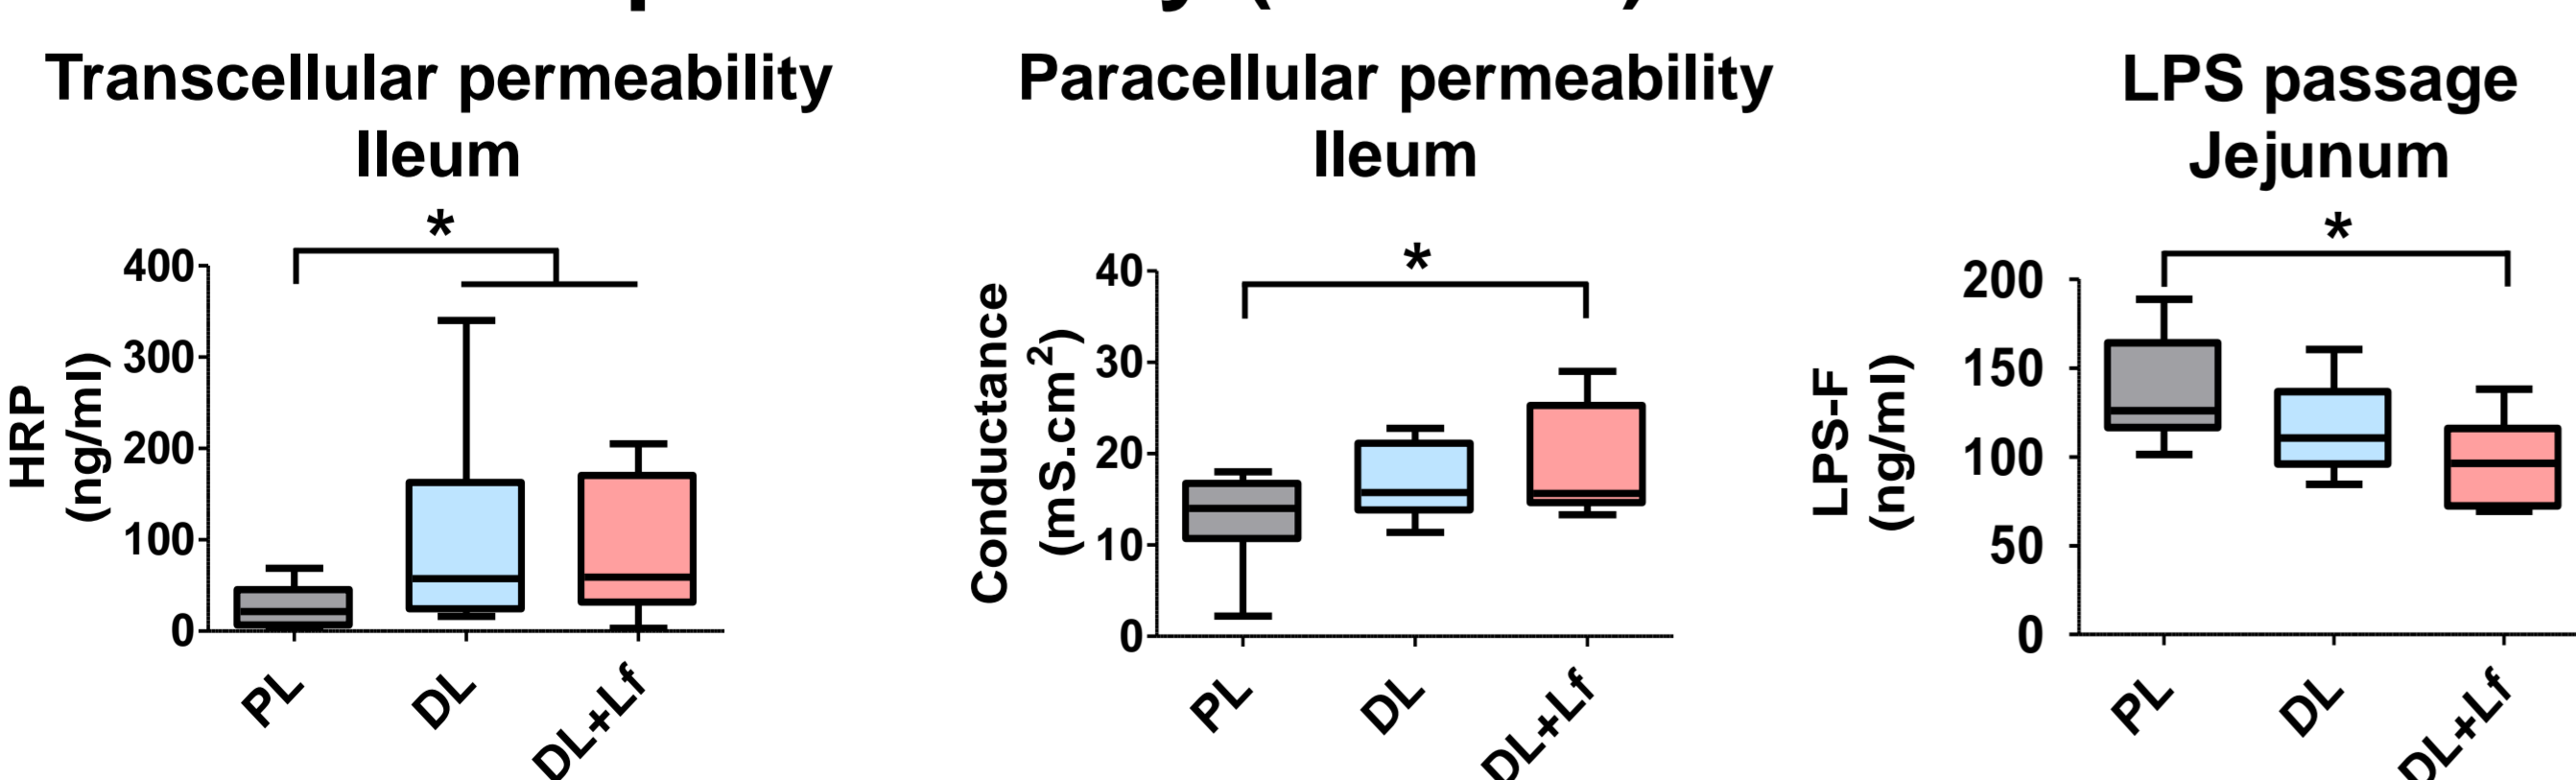 Transcellular permeability
Ileum
*
HRP
(ng/ml)
400
300
200
100
0
PL
DL
DL+Lf
Paracellular permeability
Ileum
*
Conductance
(mS.cm²)
40
30
20
10
0
PL
DL
DL+Lf
LPS passage
Jejunum
*
LPS-F
(ng/ml)
200
150
100
50
0
PL
DL
DL+Lf